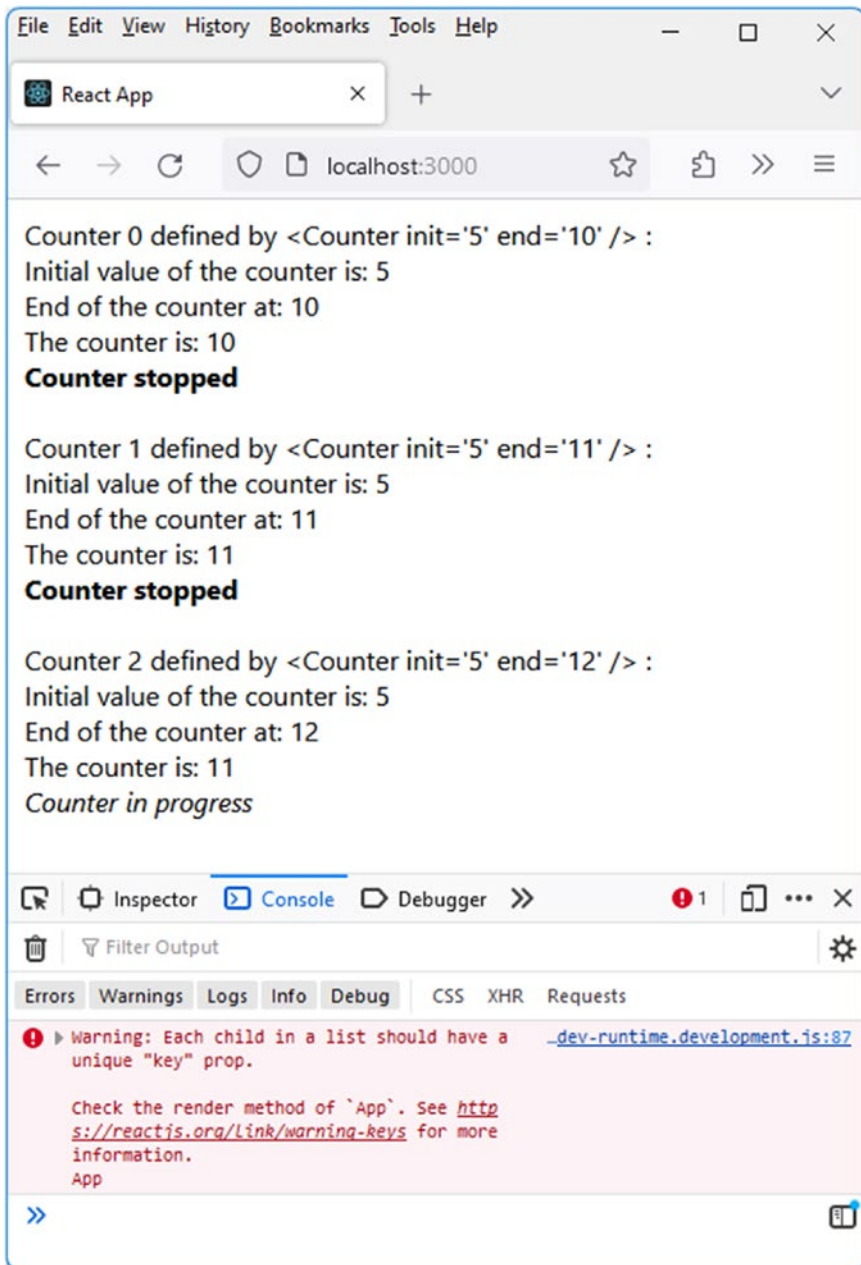 File Edit View History Bookmarks Tools Help
React App
localhost:3000
Counter 0 defined by <Counter init='5' end='10' /> :
Initial value of the counter is: 5
End of the counter at: 10
The counter is: 10
Counter stopped
Counter 1 defined by <Counter init='5' end='11' /> :
Initial value of the counter is: 5
End of the counter at: 11
The counter is: 11
Counter stopped
Counter 2 defined by <Counter init='5' end='12' /> :
Initial value of the counter is: 5
End of the counter at: 12
The counter is: 11
Counter in progress
Inspector Console Debugger 1
Filter Output
Errors Warnings Logs Info Debug CSS XHR Requests
Warning: Each child in a list should have a …dev-runtime.development.js:87
unique "key" prop.
Check the render method of `App`. See http
s://reactjs.org/link/warning-keys for more
information.
App